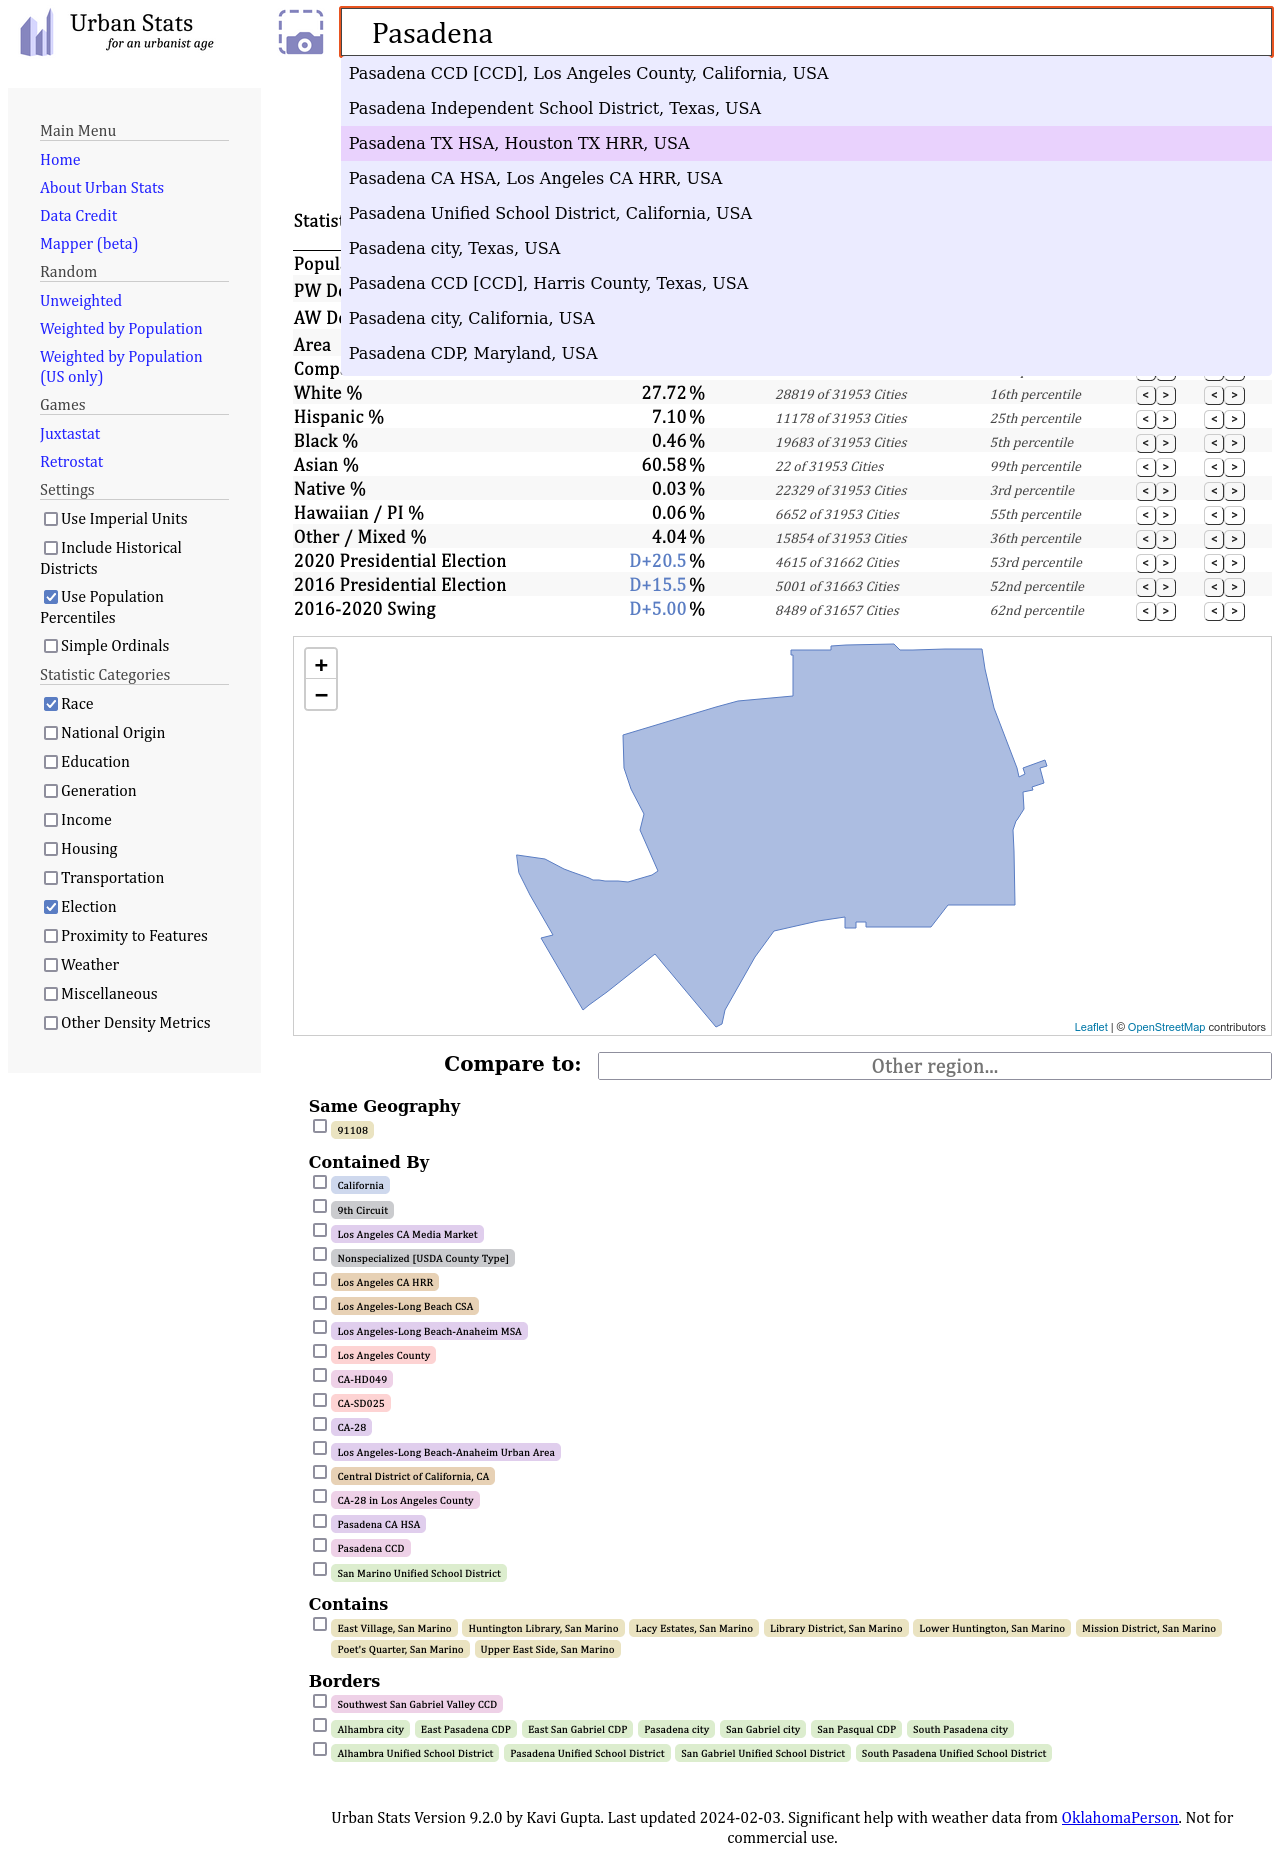 Urban Stats
for an urbanist age
Pasadena
Pasadena CCD [CCD], Los Angeles County, California, USA
Pasadena Independent School District, Texas, USA
Pasadena TX HSA, Houston TX HRR, USA
Pasadena CA HSA, Los Angeles CA HRR, USA
Pasadena Unified School District, California, USA
Pasadena city, Texas, USA
Pasadena CCD [CCD], Harris County, Texas, USA
Pasadena city, California, USA
Pasadena CDP, Maryland, USA
Main Menu
Home
About Urban Stats
Data Credit
Mapper (beta)
Random
Unweighted
Weighted by Population
Weighted by Population
(US only)
Games
Juxtastat
Retrostat
Settings
Use Imperial Units
Include Historical
Districts
Use Population
Percentiles
Simple Ordinals
Statistic Categories
Race
National Origin
Education
Generation
Income
Housing
Transportation
Election
Proximity to Features
Weather
Miscellaneous
Other Density Metrics
Area
White % 27.72% 28819 of 31953 Cities 16th percentile < > < >
Hispanic % 7.10% 11178 of 31953 Cities 25th percentile < > < >
Black % 0.46% 19683 of 31953 Cities 5th percentile < > < >
Asian % 60.58% 22 of 31953 Cities 99th percentile < > < >
Native % 0.03% 22329 of 31953 Cities 3rd percentile < > < >
Hawaiian / PI % 0.06% 6652 of 31953 Cities 55th percentile < > < >
Other / Mixed % 4.04% 15854 of 31953 Cities 36th percentile < > < >
2020 Presidential Election D+20.5% 4615 of 31662 Cities 53rd percentile < > < >
2016 Presidential Election D+15.5% 5001 of 31663 Cities 52nd percentile < > < >
2016-2020 Swing D+5.00% 8489 of 31657 Cities 62nd percentile < > < >
+
−
Leaflet | © OpenStreetMap contributors
Compare to: Other region...
Same Geography
91108
Contained By
California
9th Circuit
Los Angeles CA Media Market
Nonspecialized [USDA County Type]
Los Angeles CA HRR
Los Angeles-Long Beach CSA
Los Angeles-Long Beach-Anaheim MSA
Los Angeles County
CA-HD049
CA-SD025
CA-28
Los Angeles-Long Beach-Anaheim Urban Area
Central District of California, CA
CA-28 in Los Angeles County
Pasadena CA HSA
Pasadena CCD
San Marino Unified School District
Contains
East Village, San Marino Huntington Library, San Marino Lacy Estates, San Marino Library District, San Marino Lower Huntington, San Marino Mission District, San Marino
Poet's Quarter, San Marino Upper East Side, San Marino
Borders
Southwest San Gabriel Valley CCD
Alhambra city East Pasadena CDP East San Gabriel CDP Pasadena city San Gabriel city San Pasqual CDP South Pasadena city
Alhambra Unified School District Pasadena Unified School District San Gabriel Unified School District South Pasadena Unified School District
Urban Stats Version 9.2.0 by Kavi Gupta. Last updated 2024-02-03. Significant help with weather data from OklahomaPerson. Not for
commercial use.